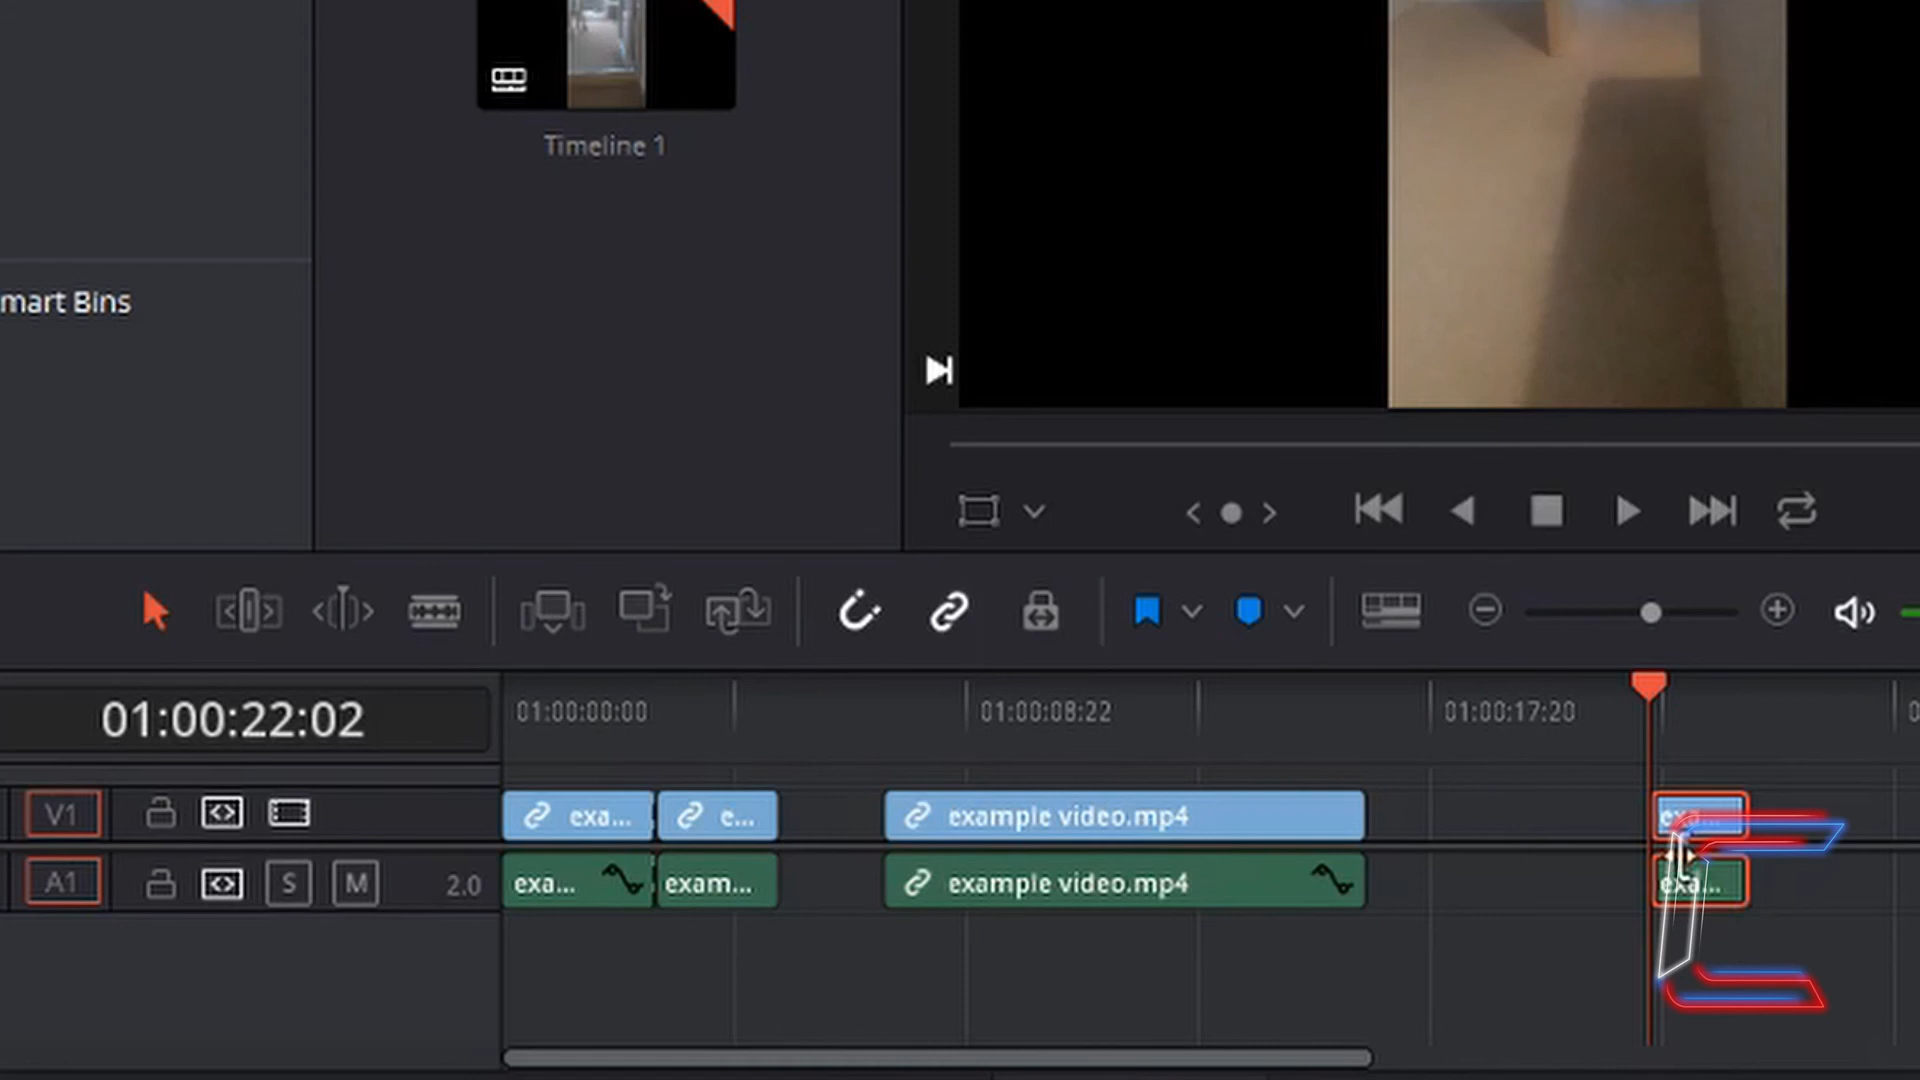 Timeline 1
mart Bins
01:00:22:02
01:00:00:00
01:00:08:22
01:00:17:20
0
V1
exa...
e...
example video.mp4
exa...
A1
S
M
2.0
exa...
exam...
example video.mp4
exa...